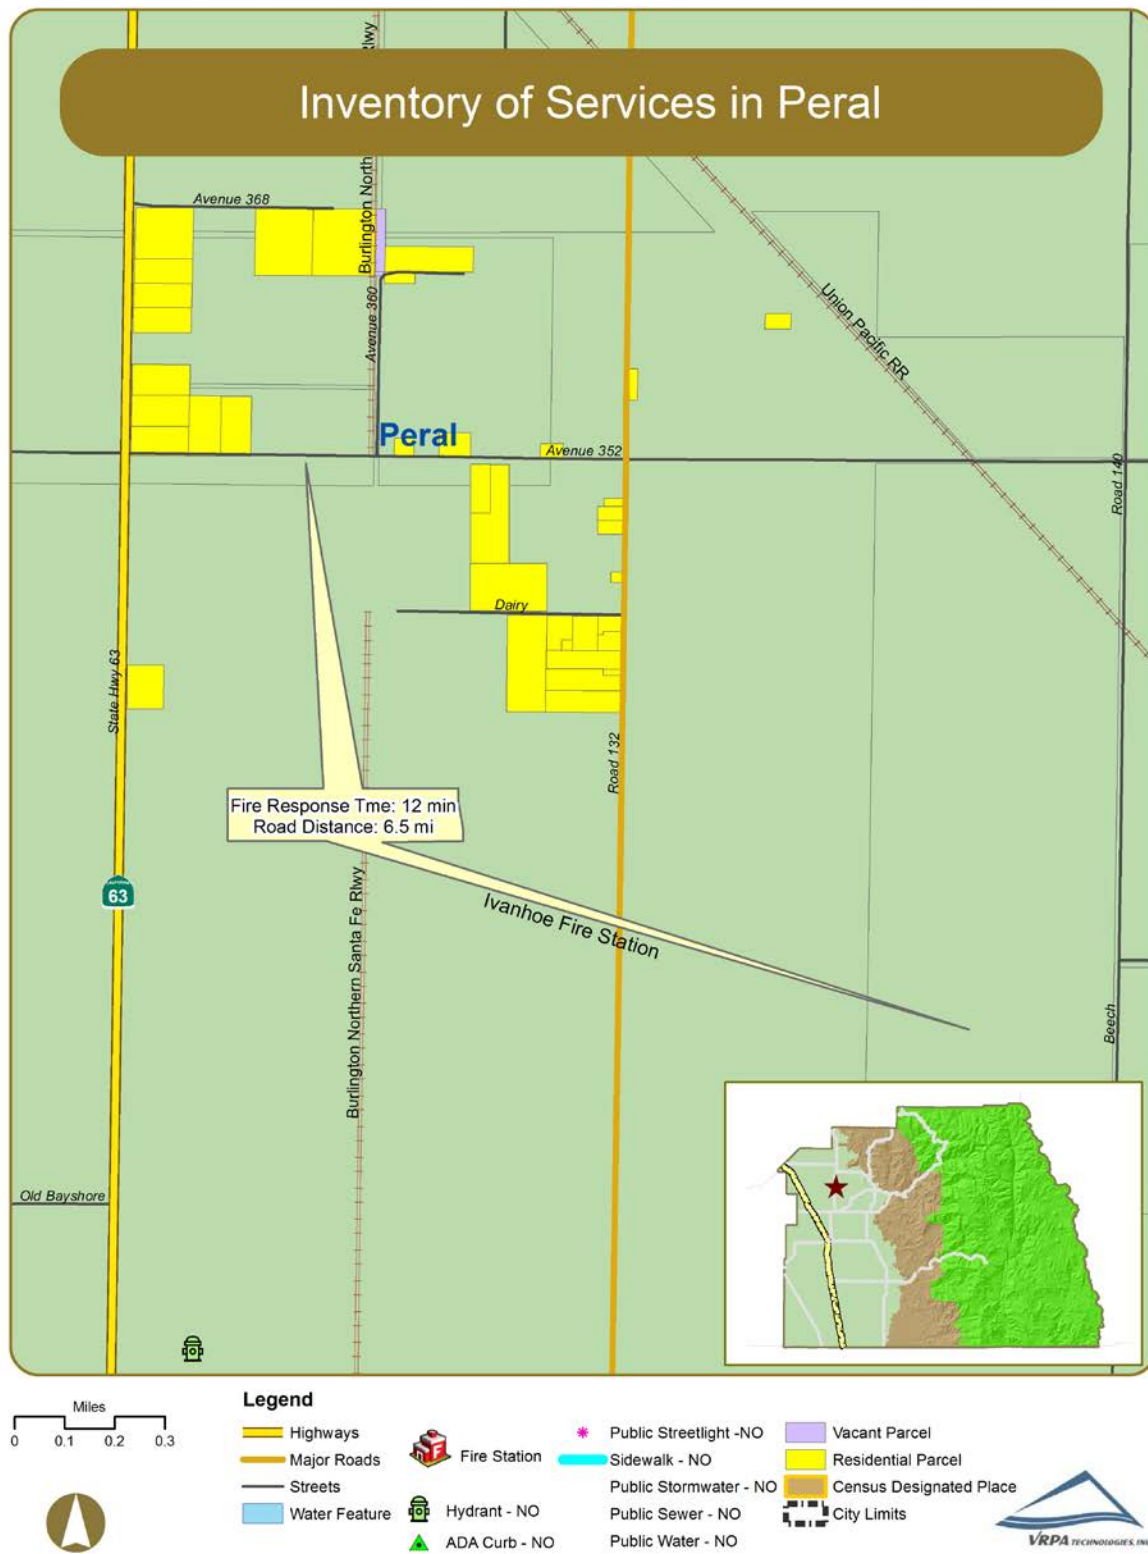 Inventory of Services in Peral
Burlington North
Rlwy
Avenue 368
Avenue 360
Union Pacific RR
Peral
Avenue 352
Road 140
Dairy
State Hwy 63
Road 132
Fire Response Tme: 12 min
Road Distance: 6.5 mi
CALIFORNIA
63
Ivanhoe Fire Station
Burlington Northern Santa Fe Rlwy
Beech
Old Bayshore
Legend
Miles
0 0.1 0.2 0.3
Highways
Major Roads
Streets
Water Feature
F
Fire Station
Hydrant - NO
ADA Curb - NO
Public Streetlight -NO
Sidewalk - NO
Public Stormwater - NO
Public Sewer - NO
Public Water - NO
Vacant Parcel
Residential Parcel
Census Designated Place
City Limits
VRPA TECHNOLOGIES, INC